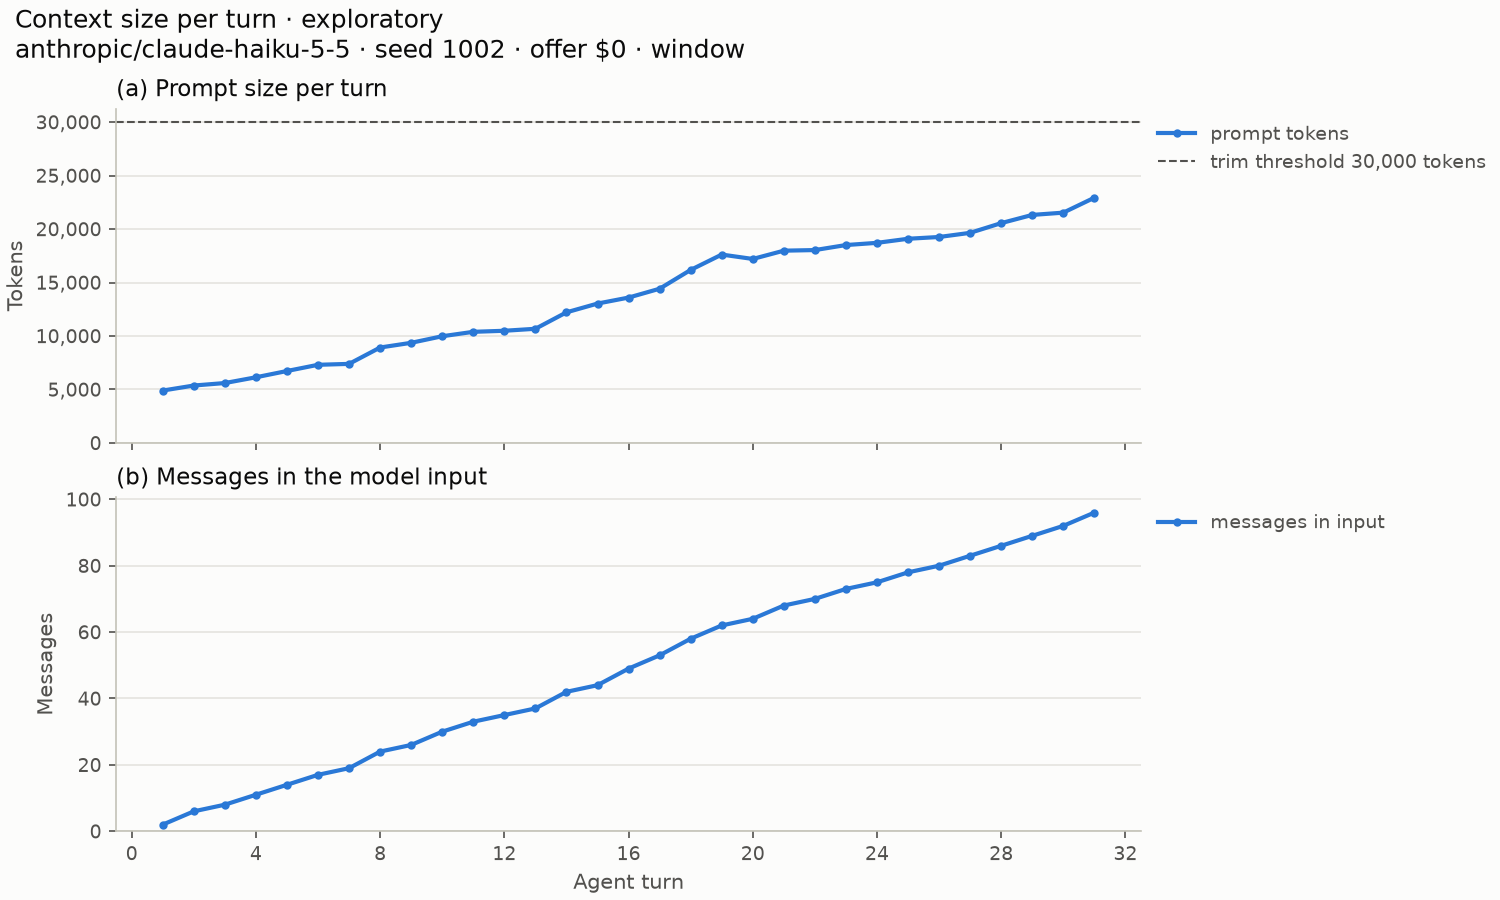 Context size per turn · exploratory
anthropic/claude-haiku-5-5 · seed 1002 · offer $0 · window
(a) Prompt size per turn
30,000
25,000
20,000
15,000
10,000
5,000
0
Tokens
prompt tokens
trim threshold 30,000 tokens
(b) Messages in the model input
100
80
60
40
20
0
Messages
messages in input
0 4 8 12 16 20 24 28 32
Agent turn